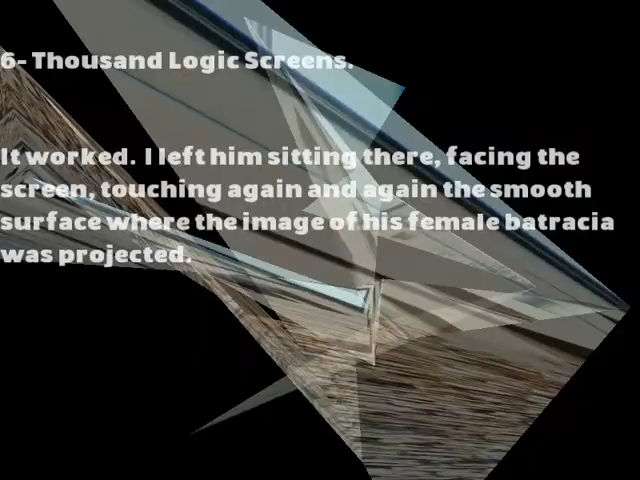 6- Thousand Logic Screens.
It worked. I left him sitting there, facing the
screen, touching again and again the smooth
surface where the image of his female batracia
was projected.